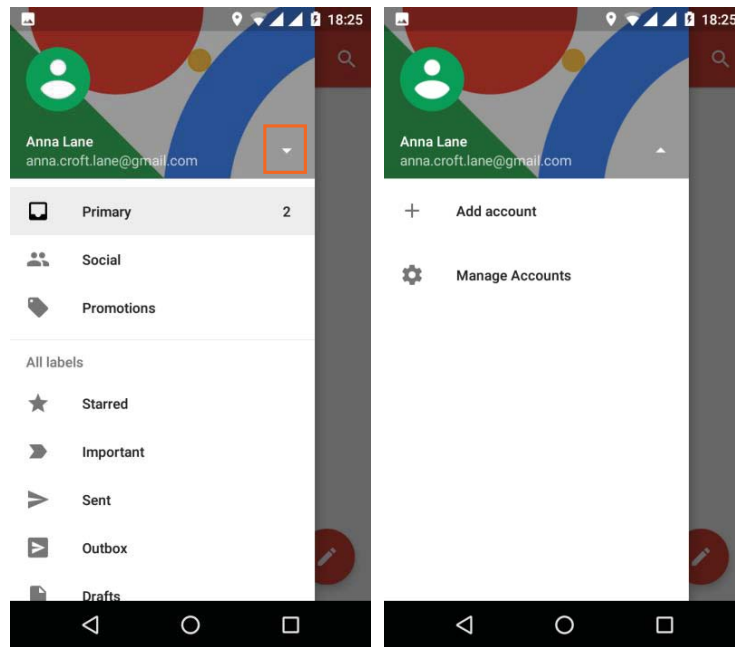 18:25
Anna Lane
anna.croft.lane@gmail.com
Primary 2
Social
Promotions
All labels
Starred
Important
Sent
Outbox
Drafts
18:25
Anna Lane
anna.croft.lane@gmail.com
Add account
Manage Accounts